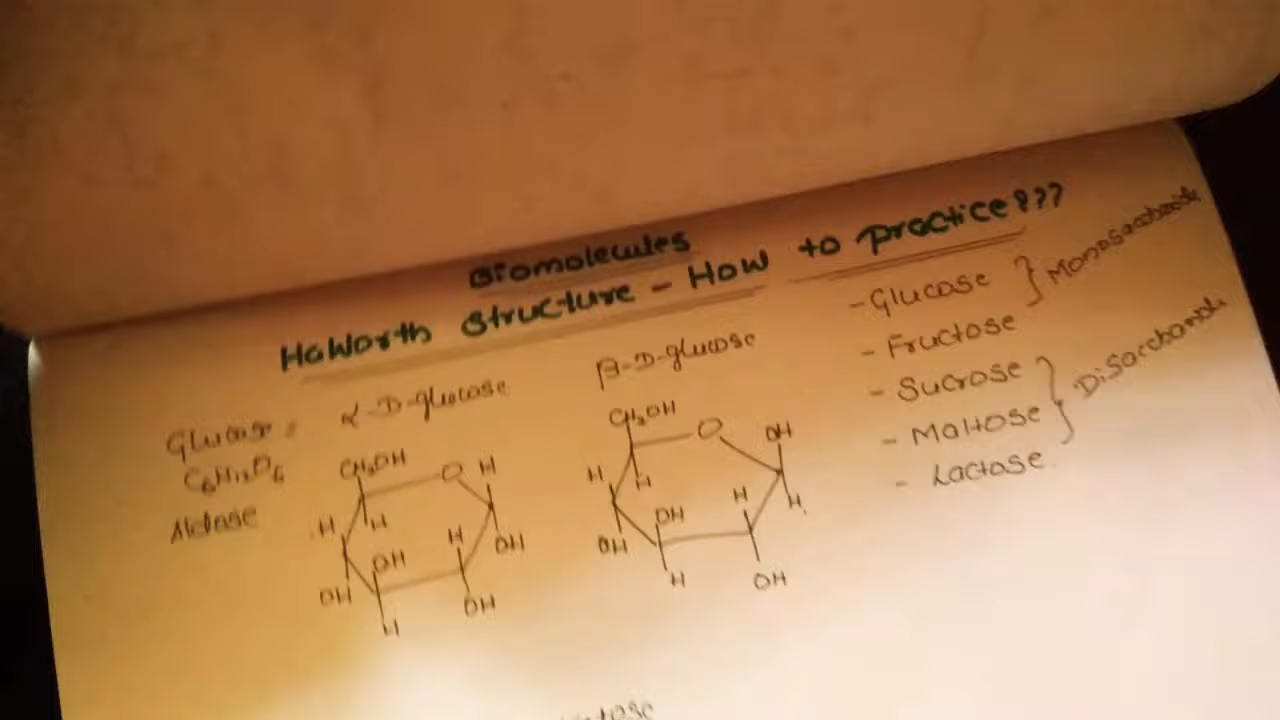 Biomolecules
HaWorth Structure - How to practice???
Glucose :
C6H12O6
Aldose
α-D-glucose
CH2OH
O
H
H
H
H
OH
OH
OH
OH
H
β-D-glucose
CH2OH
O
OH
H
H
H
OH
H
OH
H
OH
- Glucose } Monosaccharide
- Fructose
- Sucrose } Disaccharide
- Maltose
- Lactose